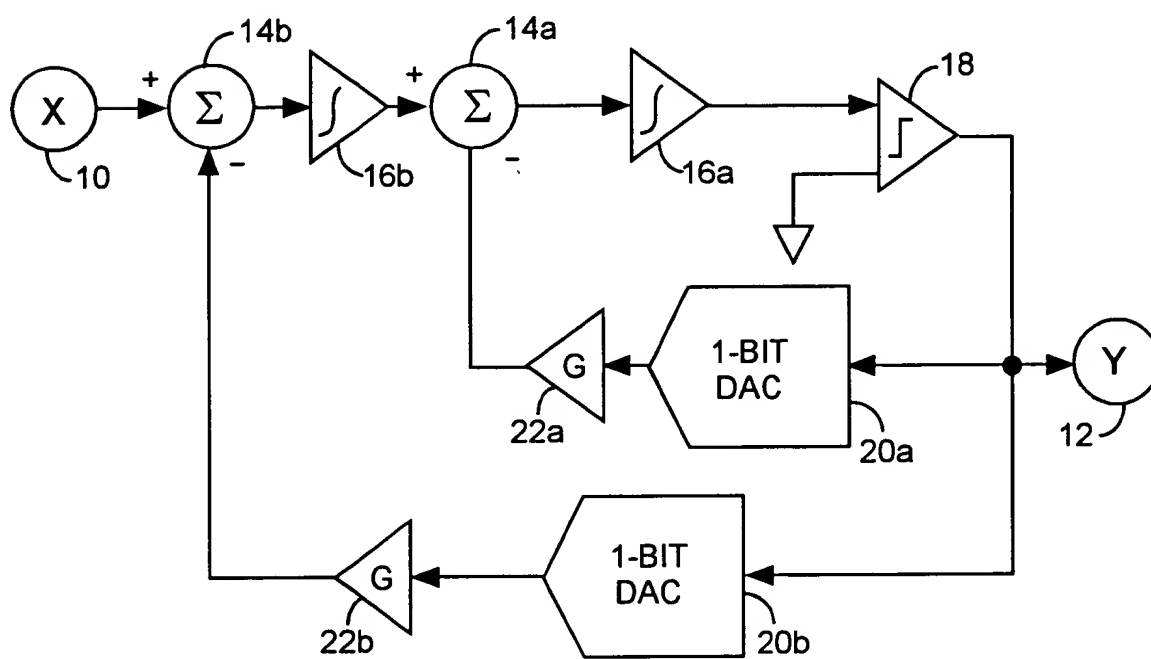 14b
14a
18
+
+
X
Σ
∫
Σ
∫
-
-
10
16b
16a
1-BIT
DAC
G
Y
22a
20a
12
1-BIT
DAC
G
22b
20b